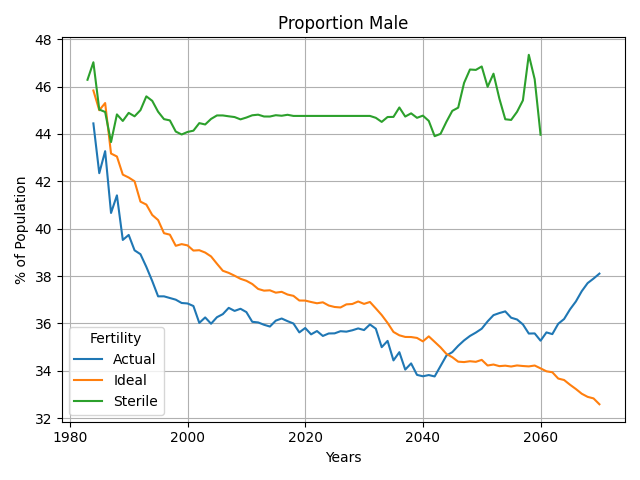 Proportion Male
% of Population
48
46
44
42
40
38
36
34
32
Fertility
Actual
Ideal
Sterile
1980
2000
2020
2040
2060
Years